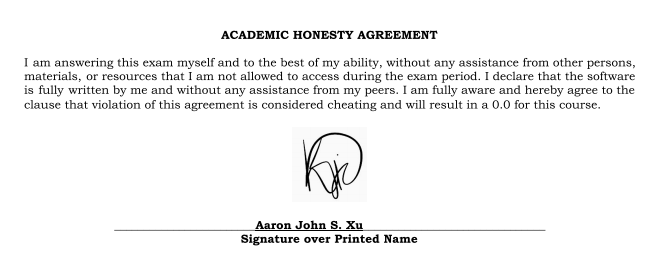 ACADEMIC HONESTY AGREEMENT
I am answering this exam myself and to the best of my ability, without any assistance from other persons,
materials, or resources that I am not allowed to access during the exam period. I declare that the software
is fully written by me and without any assistance from my peers. I am fully aware and hereby agree to the
clause that violation of this agreement is considered cheating and will result in a 0.0 for this course.
Aaron John S. Xu
Signature over Printed Name